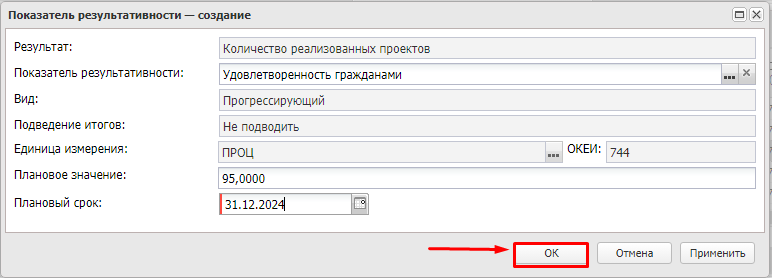 Показатель результативности — создание
Результат: Количество реализованных проектов
Показатель результативности: Удовлетворенность гражданами ...
Вид: Прогрессирующий
Подведение итогов: Не подводить
Единица измерения: ПРОЦ ... ОКЕИ: 744
Плановое значение: 95,0000
Плановый срок: 31.12.2024
ОК Отмена Применить